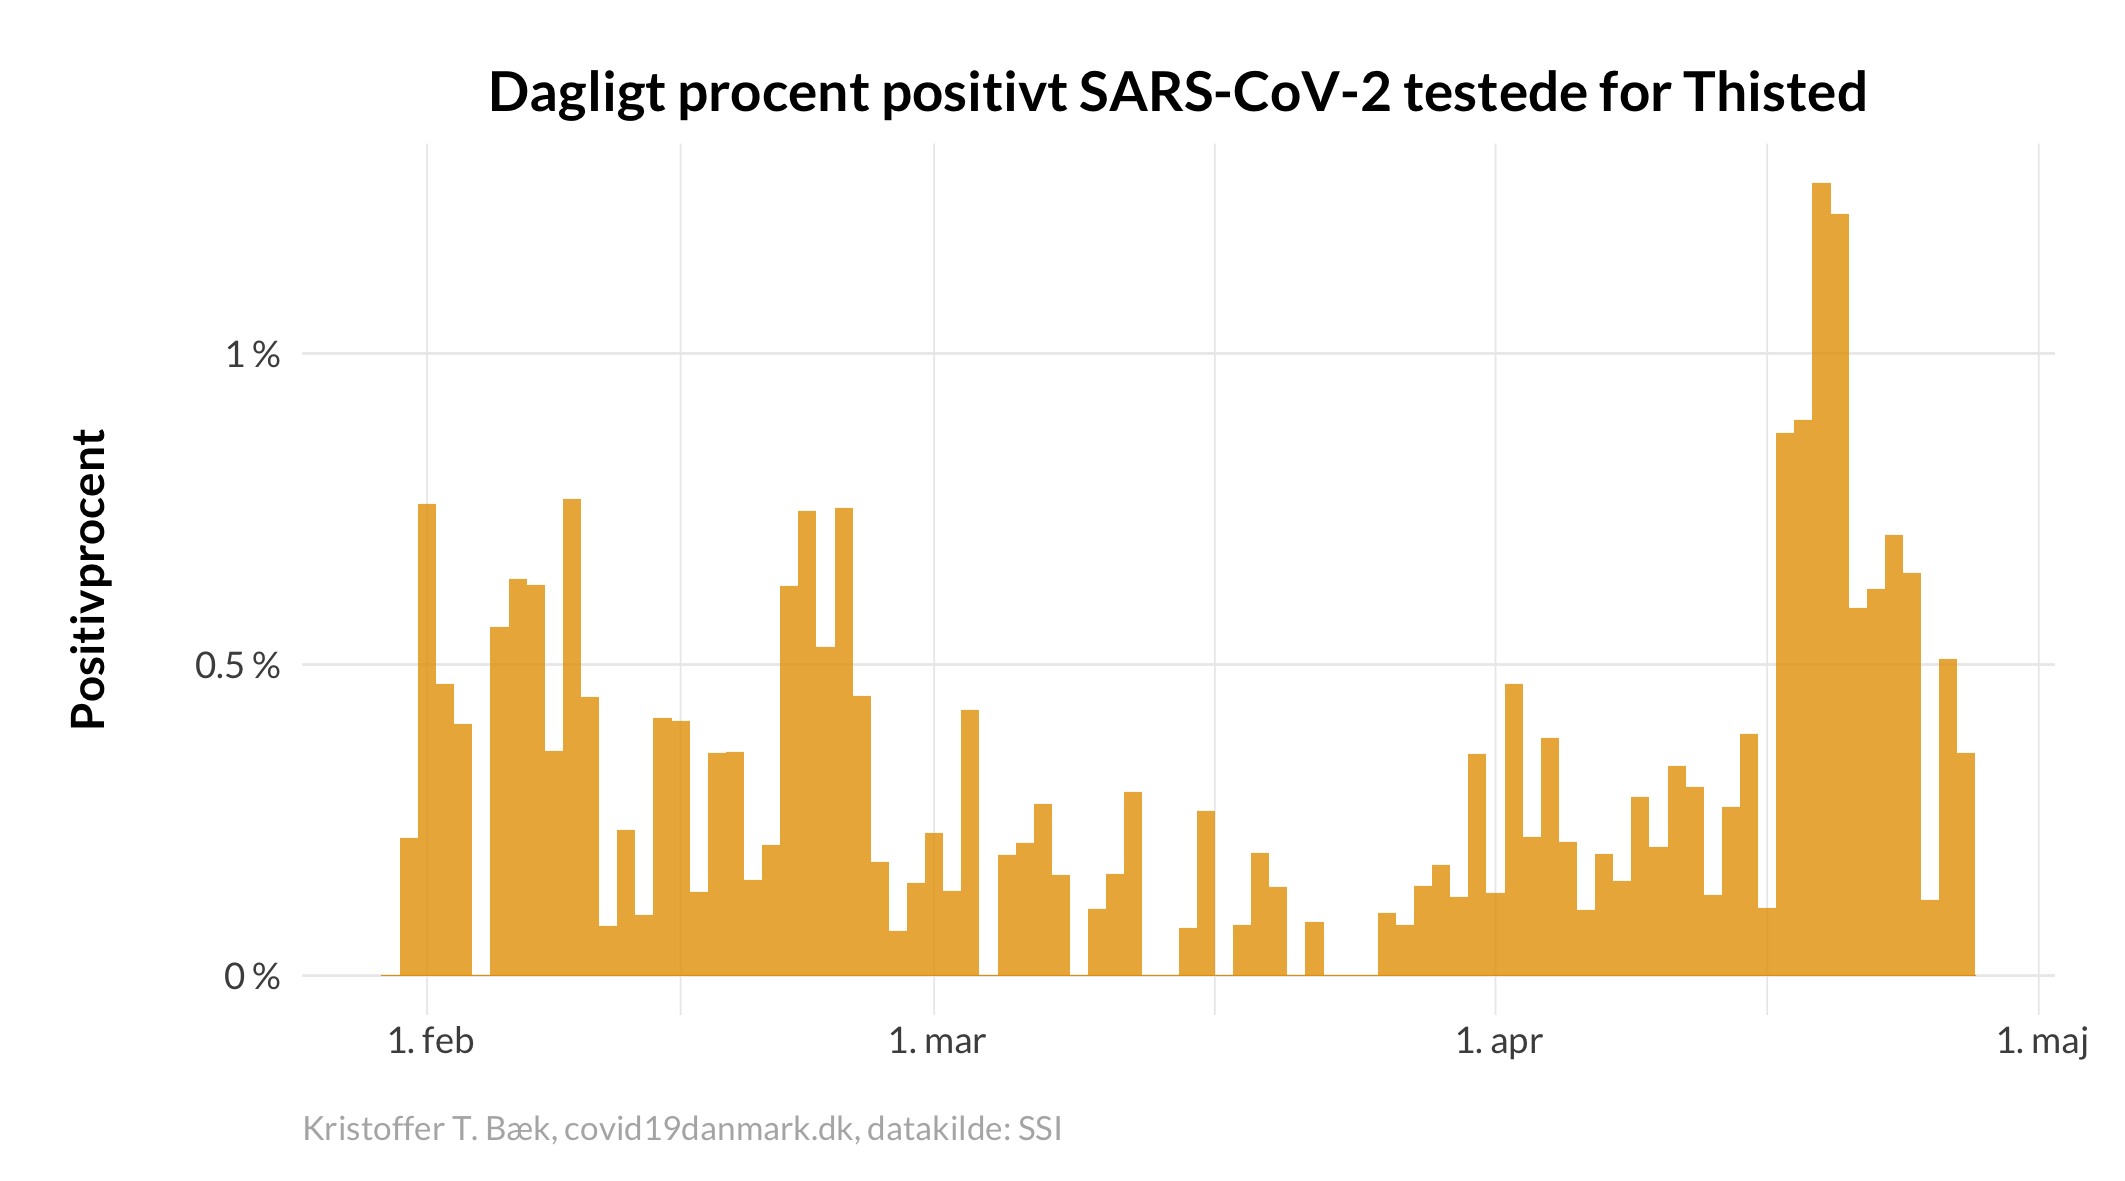 Dagligt procent positivt SARS-CoV-2 testede for Thisted
Positivprocent
1 %
0.5 %
0 %
1. feb
1. mar
1. apr
1. maj
Kristoffer T. Bæk, covid19danmark.dk, datakilde: SSI